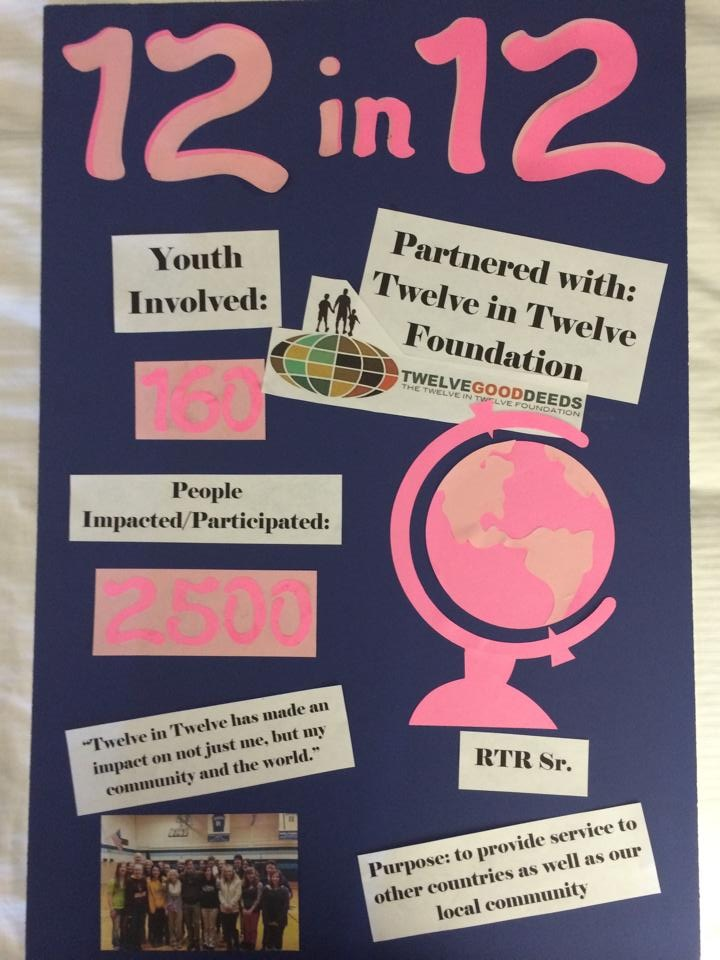 12 in 12
Youth
Involved:
160
Partnered with:
Twelve in Twelve
Foundation
TWELVEGOODDEEDS
THE TWELVE IN TWELVE FOUNDATION
People
Impacted/Participated:
2500
"Twelve in Twelve has made an
impact on not just me, but my
community and the world."
RTR Sr.
Purpose: to provide service to
other countries as well as our
local community